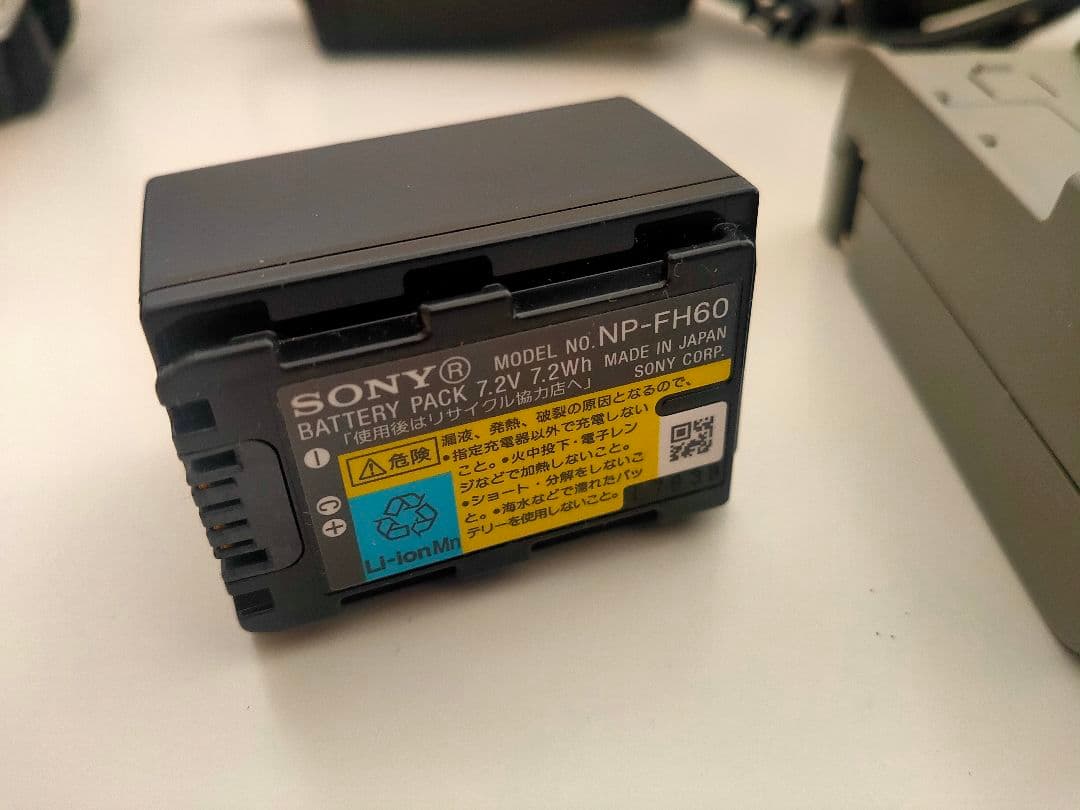 SONY® MODEL NO. NP-FH60
BATTERY PACK 7.2V 7.2Wh MADE IN JAPAN
「使用後はリサイクル協力店へ」 SONY CORP.
⚠危険
漏液、発熱、破裂の原因となるので、
•指定充電器以外で充電しない
こと。•火中投下・電子レン
ジなどで加熱しないこと。
•ショート・分解をしないこ
と。•海水などで濡れたバッ
テリーを使用しないこと。
Li-ion Mn